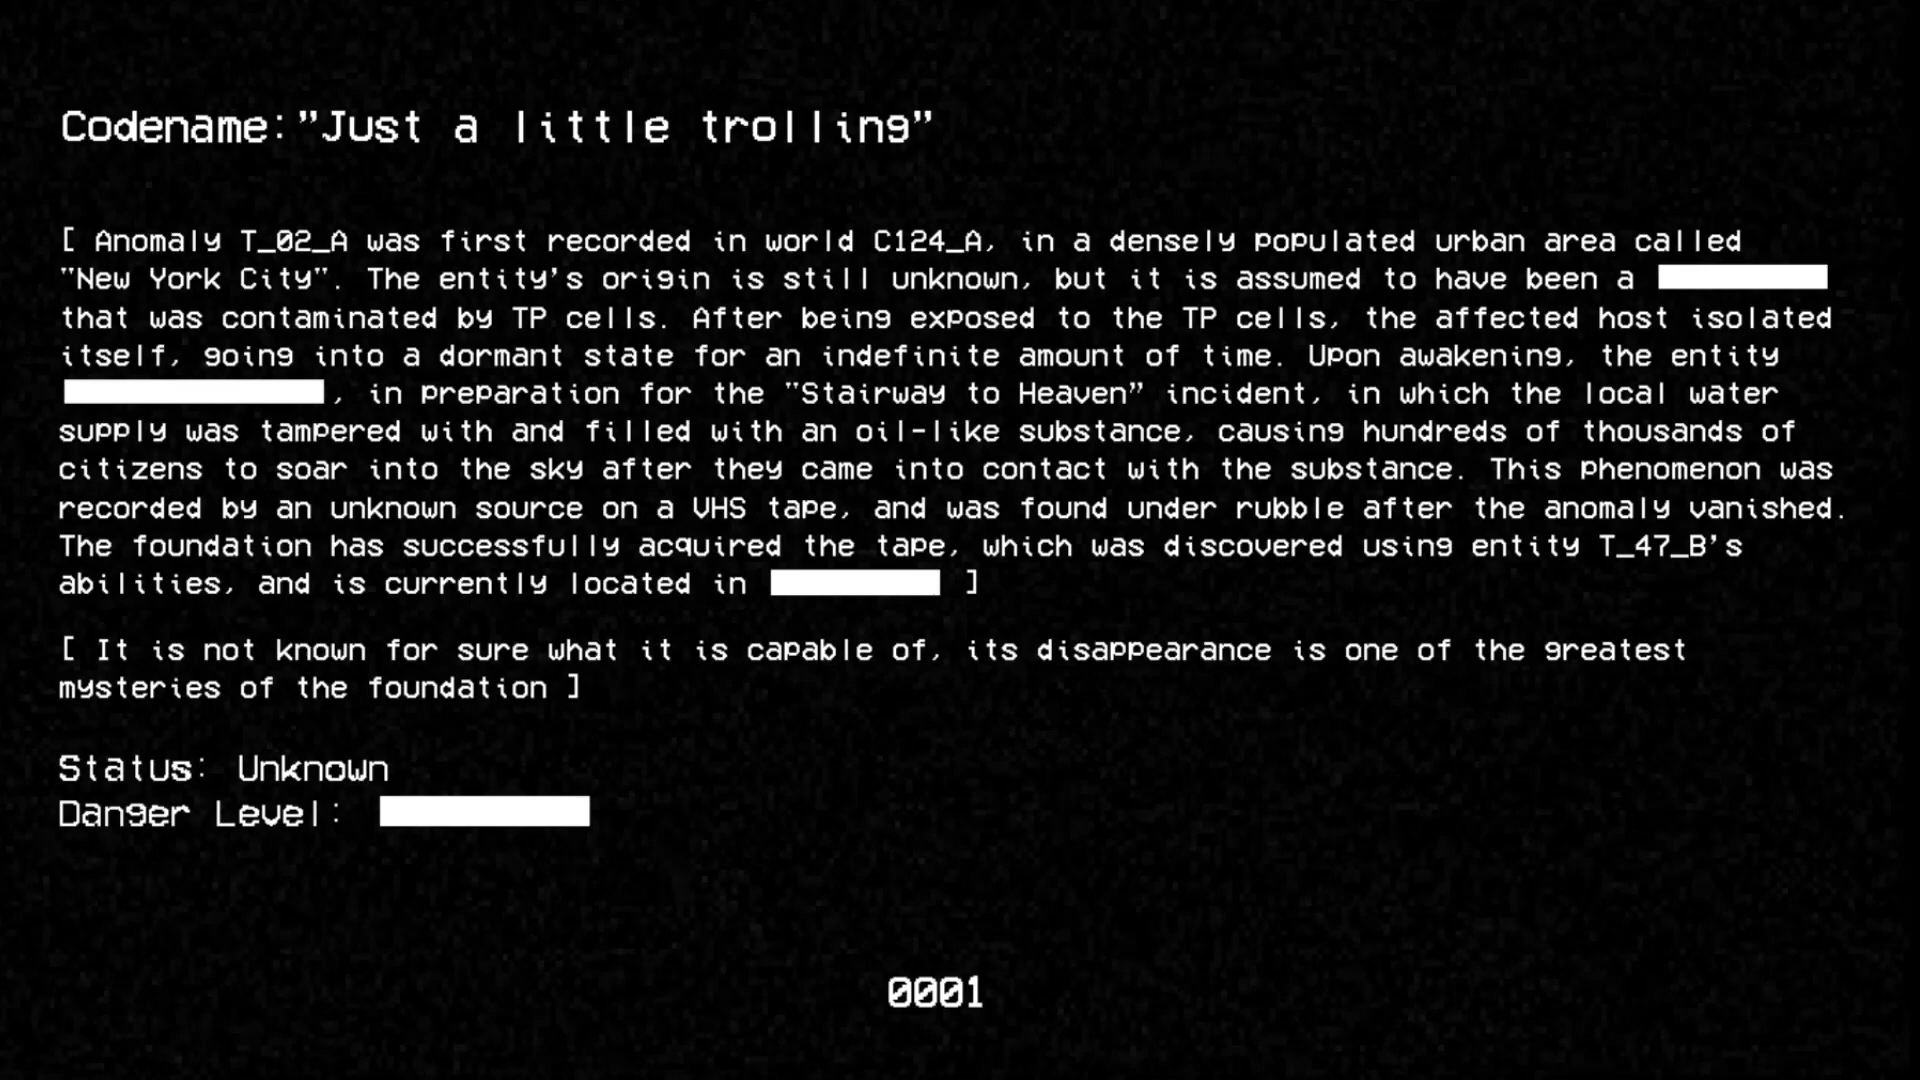 Codename:"Just a little trolling"
[ Anomaly T_02_A was first recorded in world C124_A, in a densely populated urban area called
"New York City". The entity's origin is still unknown, but it is assumed to have been a
that was contaminated by TP cells. After being exposed to the TP cells, the affected host isolated
itself, going into a dormant state for an indefinite amount of time. Upon awakening, the entity
, in preparation for the "Stairway to Heaven" incident, in which the local water
supply was tampered with and filled with an oil-like substance, causing hundreds of thousands of
citizens to soar into the sky after they came into contact with the substance. This phenomenon was
recorded by an unknown source on a VHS tape, and was found under rubble after the anomaly vanished.
The foundation has successfully acquired the tape, which was discovered using entity T_47_B's
abilities, and is currently located in ]
[ It is not known for sure what it is capable of, its disappearance is one of the greatest
mysteries of the foundation ]
Status: Unknown
Danger Level:
0001